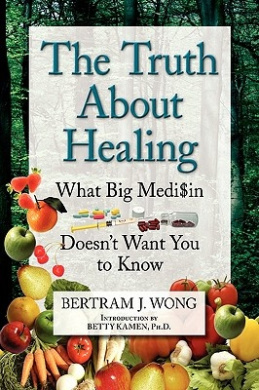 The Truth
About
Healing
What Big Medi$in
Doesn't Want You
to Know
BERTRAM J. WONG
INTRODUCTION BY
BETTY KAMEN, PH.D.